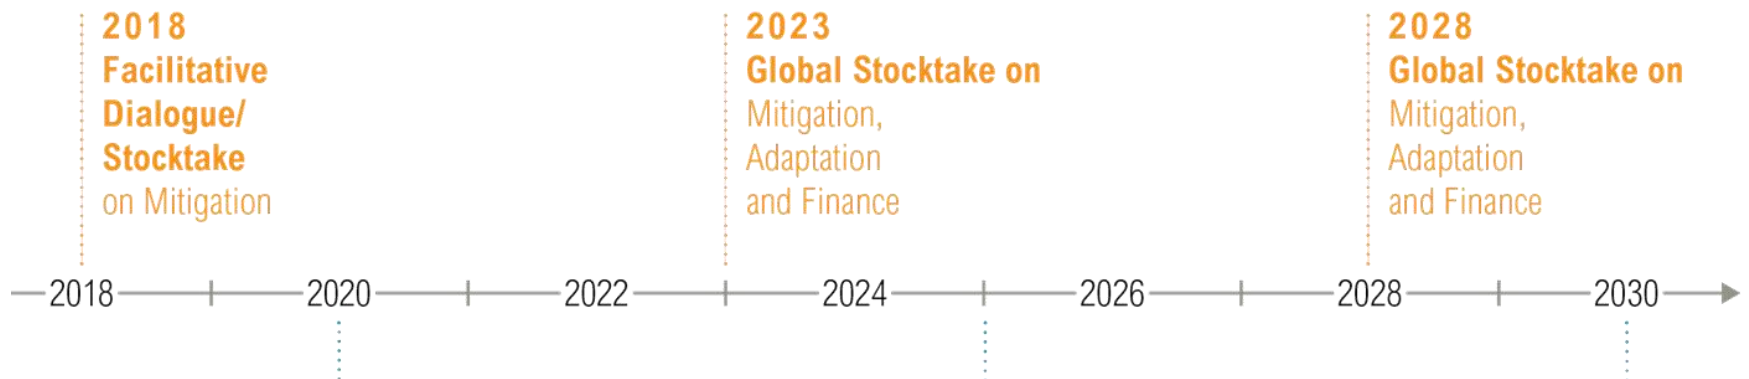 2018
Facilitative
Dialogue/
Stocktake
on Mitigation
2023
Global Stocktake on
Mitigation,
Adaptation
and Finance
2028
Global Stocktake on
Mitigation,
Adaptation
and Finance
2018 2020 2022 2024 2026 2028 2030